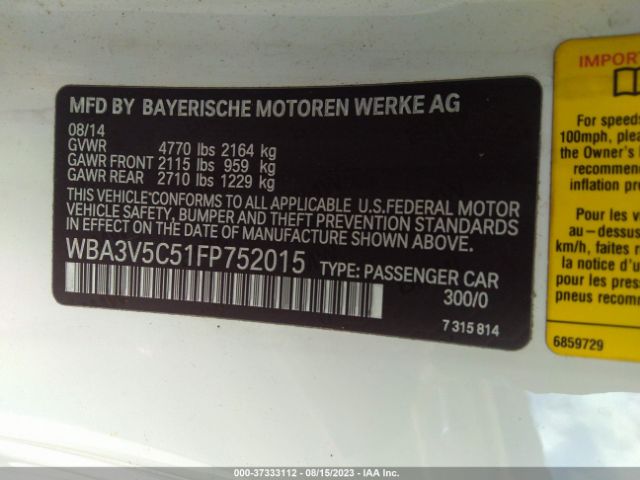 MFD BY BAYERISCHE MOTOREN WERKE AG
08/14
GVWR 4770 lbs 2164 kg
GAWR FRONT 2115 lbs 959 kg
GAWR REAR 2710 lbs 1229 kg
THIS VEHICLE CONFORMS TO ALL APPLICABLE U.S.FEDERAL MOTOR
VEHICLE SAFETY, BUMPER AND THEFT PREVENTION STANDARDS
IN EFFECT ON THE DATE OF MANUFACTURE SHOWN ABOVE.
WBA3V5C51FP752015 TYPE: PASSENGER CAR
300/0
7 315 814
For speeds
100mph, plea
the Owner's
recommen
inflation pr
Pour les v
au-dessus
km/h, faites
la notice d'u
pour les pres
pneus recomm
6859729
000-37333112 - 08/15/2023 - IAA Inc.